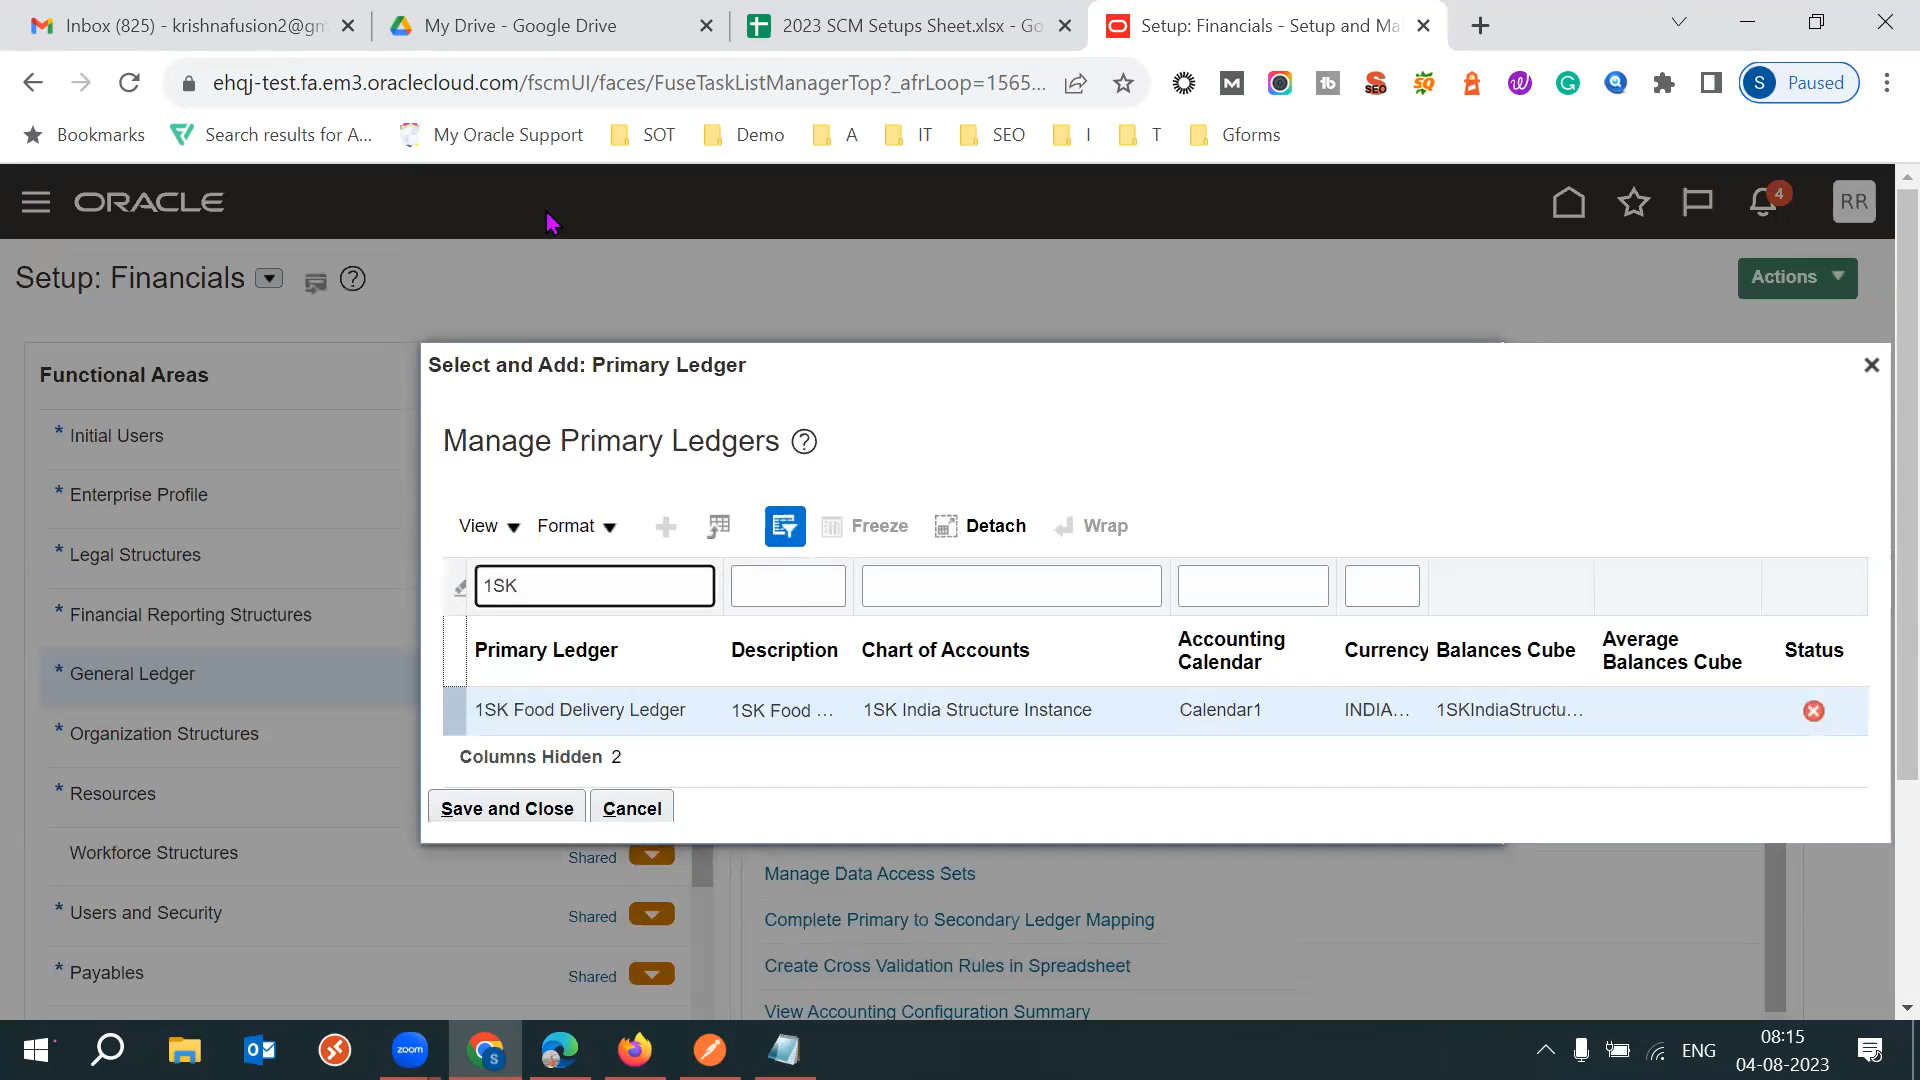 Inbox (825) - krishnafusion2@gm
My Drive - Google Drive
2023 SCM Setups Sheet.xlsx - Go
Setup: Financials - Setup and Ma
ehqj-test.fa.em3.oraclecloud.com/fscmUI/faces/FuseTaskListManagerTop?_afrLoop=1565...
S Paused
Bookmarks
Search results for A...
My Oracle Support
SOT
Demo
A
IT
SEO
I
T
Gforms
ORACLE
4
RR
Setup: Financials
Actions
Functional Areas
* Initial Users
* Enterprise Profile
* Legal Structures
* Financial Reporting Structures
* General Ledger
* Organization Structures
* Resources
Workforce Structures Shared
* Users and Security Shared
* Payables Shared
Select and Add: Primary Ledger
Manage Primary Ledgers
View Format Freeze Detach Wrap
1SK
Primary Ledger Description Chart of Accounts Accounting Calendar Currency Balances Cube Average Balances Cube Status
1SK Food Delivery Ledger 1SK Food ... 1SK India Structure Instance Calendar1 INDIA... 1SKIndiaStructu...
Columns Hidden 2
Save and Close Cancel
Manage Data Access Sets
Complete Primary to Secondary Ledger Mapping
Create Cross Validation Rules in Spreadsheet
View Accounting Configuration Summary
zoom
S
ENG
08:15
04-08-2023